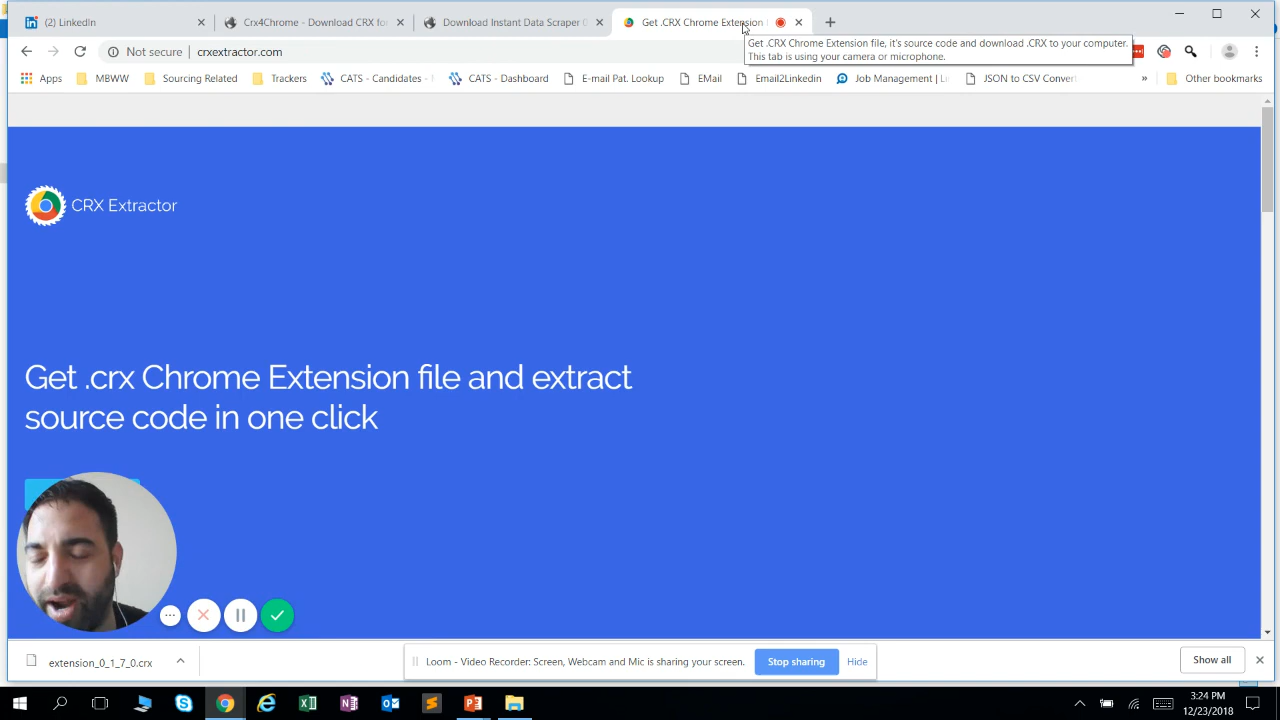 (2) LinkedIn
Crx4Chrome - Download CRX for
Download Instant Data Scraper
Get .CRX Chrome Extension
Not secure
crxextractor.com
Get .CRX Chrome Extension file, it's source code and download .CRX to your computer.
This tab is using your camera or microphone.
Apps
MBWW
Sourcing Related
Trackers
CATS - Candidates -
CATS - Dashboard
E-mail Pat. Lookup
EMail
Email2Linkedin
Job Management |
JSON to CSV Convert
»
Other bookmarks
CRX Extractor
Get .crx Chrome Extension file and extract
source code in one click
extension_0_1_7_0.crx
Loom - Video Recorder: Screen, Webcam and Mic is sharing your screen.
Stop sharing
Hide
Show all
3:24 PM
12/23/2018